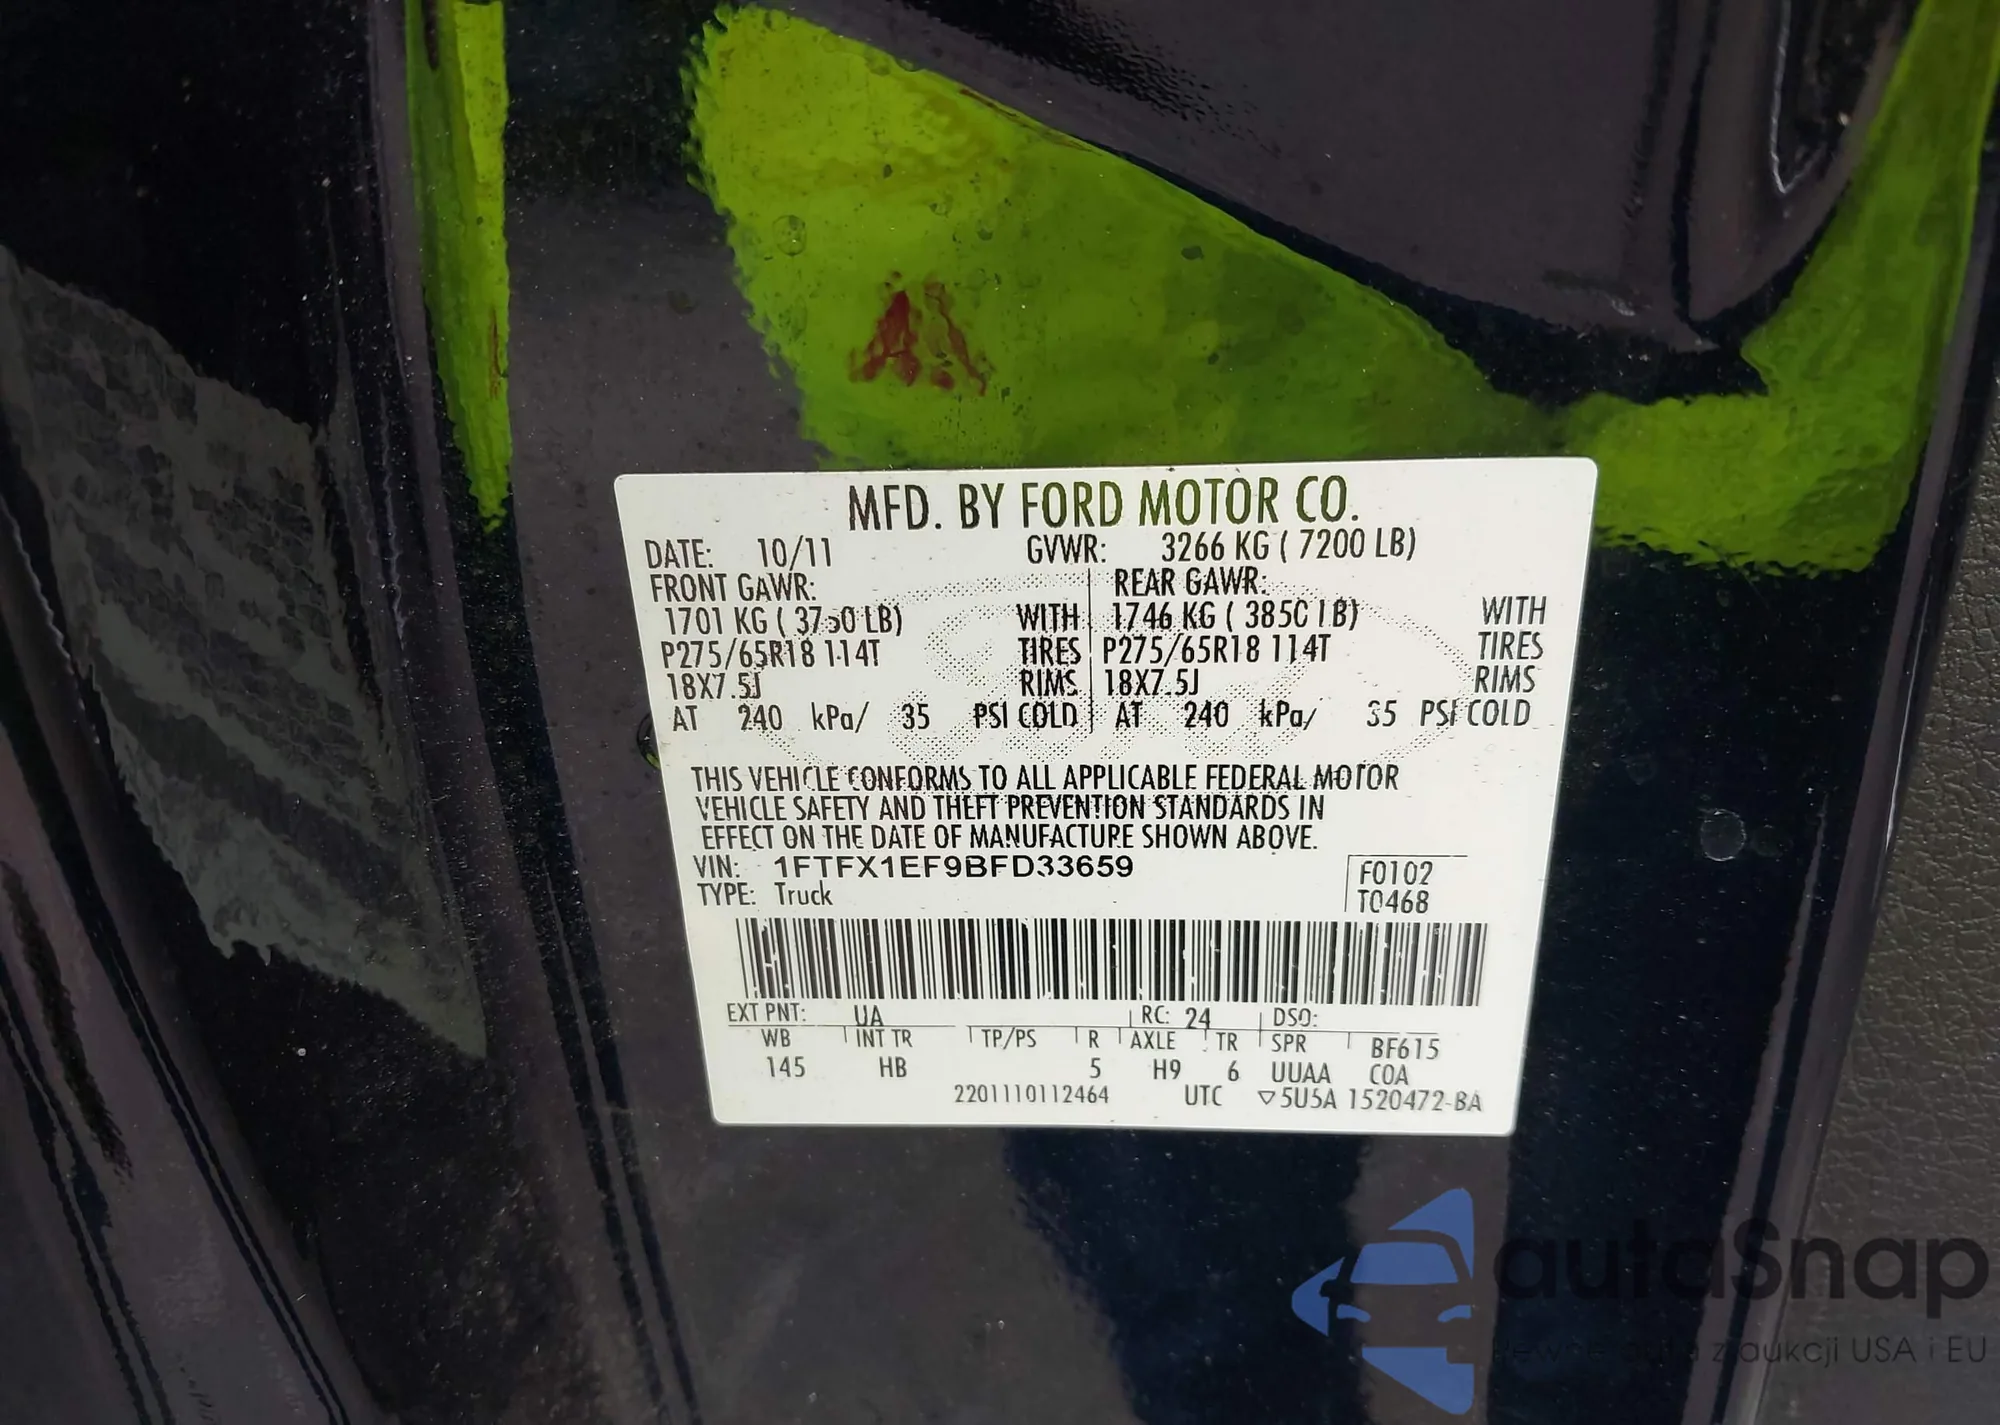 MFD. BY FORD MOTOR CO.
DATE: 10/11 GVWR: 3266 KG ( 7200 LB)
FRONT GAWR: REAR GAWR:
1701 KG ( 3750 LB) WITH 1746 KG ( 3850 LB) WITH
P275/65R18 114T TIRES P275/65R18 114T TIRES
18X7.5J RIMS 18X7.5J RIMS
AT 240 kPa/ 35 PSI COLD AT 240 kPa/ 35 PSI COLD
THIS VEHICLE CONFORMS TO ALL APPLICABLE FEDERAL MOTOR
VEHICLE SAFETY AND THEFT PREVENTION STANDARDS IN
EFFECT ON THE DATE OF MANUFACTURE SHOWN ABOVE.
VIN: 1FTFX1EF9BFD33659 F0102
TYPE: Truck T0468
EXT PNT: UA RC: 24 DSO:
WB INT TR TP/PS R AXLE TR SPR BF615
145 HB 5 H9 6 UUAA COA
2201110112464 UTC ▽5U5A 1520472-BA
autaSnap
z aukcji USA i EU